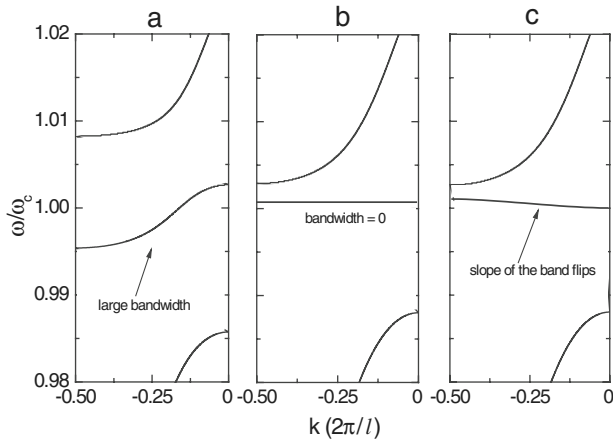 a b c
1.02
1.01
1.00
0.99
0.98
ω/ωc
large bandwidth
bandwidth = 0
slope of the band flips
-0.50 -0.25 0 -0.50 -0.25 0 -0.50 -0.25 0
k (2π/l)